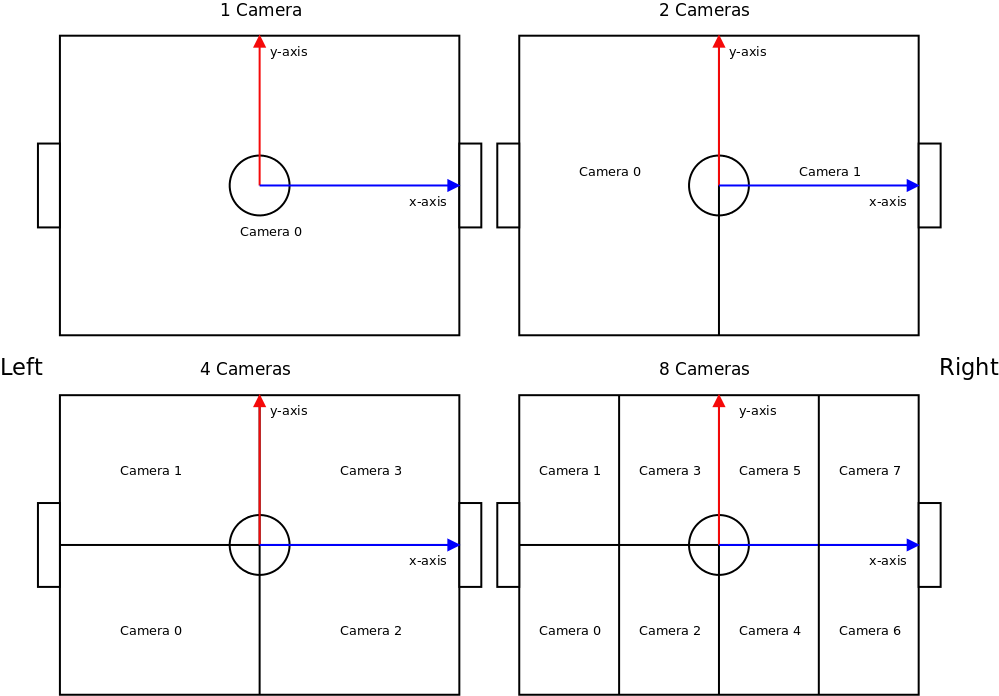 1 Camera
2 Cameras
y-axis
y-axis
Camera 0
Camera 1
x-axis
x-axis
Camera 0
Left
Right
4 Cameras
8 Cameras
y-axis
y-axis
Camera 1
Camera 3
Camera 1
Camera 3
Camera 5
Camera 7
x-axis
x-axis
Camera 0
Camera 2
Camera 0
Camera 2
Camera 4
Camera 6